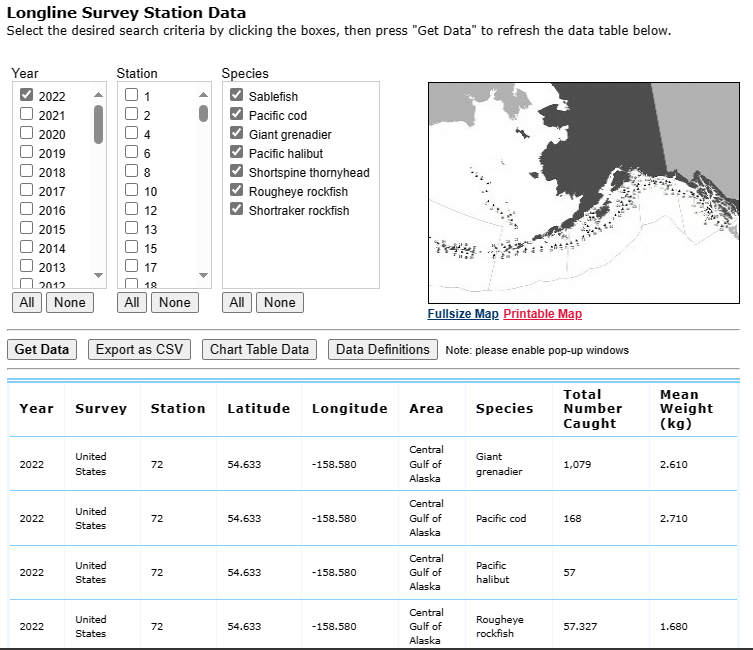 Longline Survey Station Data
Select the desired search criteria by clicking the boxes, then press "Get Data" to refresh the data table below.
Year
2022
2021
2020
2019
2018
2017
2016
2015
2014
2013
2012
All None
Station
1
2
4
6
8
10
12
13
15
17
18
All None
Species
Sablefish
Pacific cod
Giant grenadier
Pacific halibut
Shortspine thornyhead
Rougheye rockfish
Shortraker rockfish
All None
Fullsize Map Printable Map
Get Data Export as CSV Chart Table Data Data Definitions Note: please enable pop-up windows
Year Survey Station Latitude Longitude Area Species Total Number Caught Mean Weight (kg)
2022 United States 72 54.633 -158.580 Central Gulf of Alaska Giant grenadier 1,079 2.610
2022 United States 72 54.633 -158.580 Central Gulf of Alaska Pacific cod 168 2.710
2022 United States 72 54.633 -158.580 Central Gulf of Alaska Pacific halibut 57
2022 United States 72 54.633 -158.580 Central Gulf of Alaska Rougheye rockfish 57.327 1.680